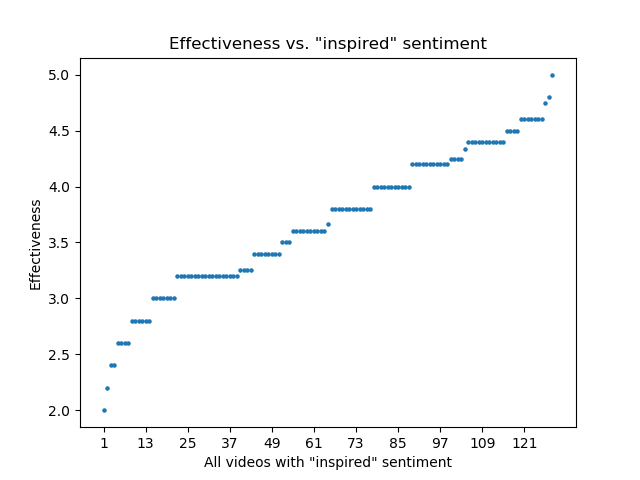 Effectiveness vs. "inspired" sentiment
5.0
4.5
4.0
3.5
3.0
2.5
2.0
Effectiveness
1 13 25 37 49 61 73 85 97 109 121
All videos with "inspired" sentiment